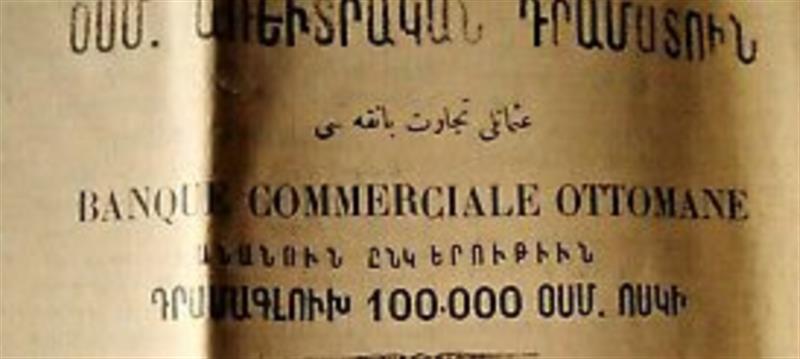 ՕՍՄ. ԱՌԵՒՏՐԱԿԱՆ ԴՐԱՄԱՏՈՒՆ
عثمانلی تجارت بانقه سی
BANQUE COMMERCIALE OTTOMANE
ԱՆԱՆՈՒՆ ԸՆԿԵՐՈՒԹԻՒՆ
ԴՐԱՄԱԳԼՈՒԽ 100.000 ՕՍՄ. ՈՍԿԻ